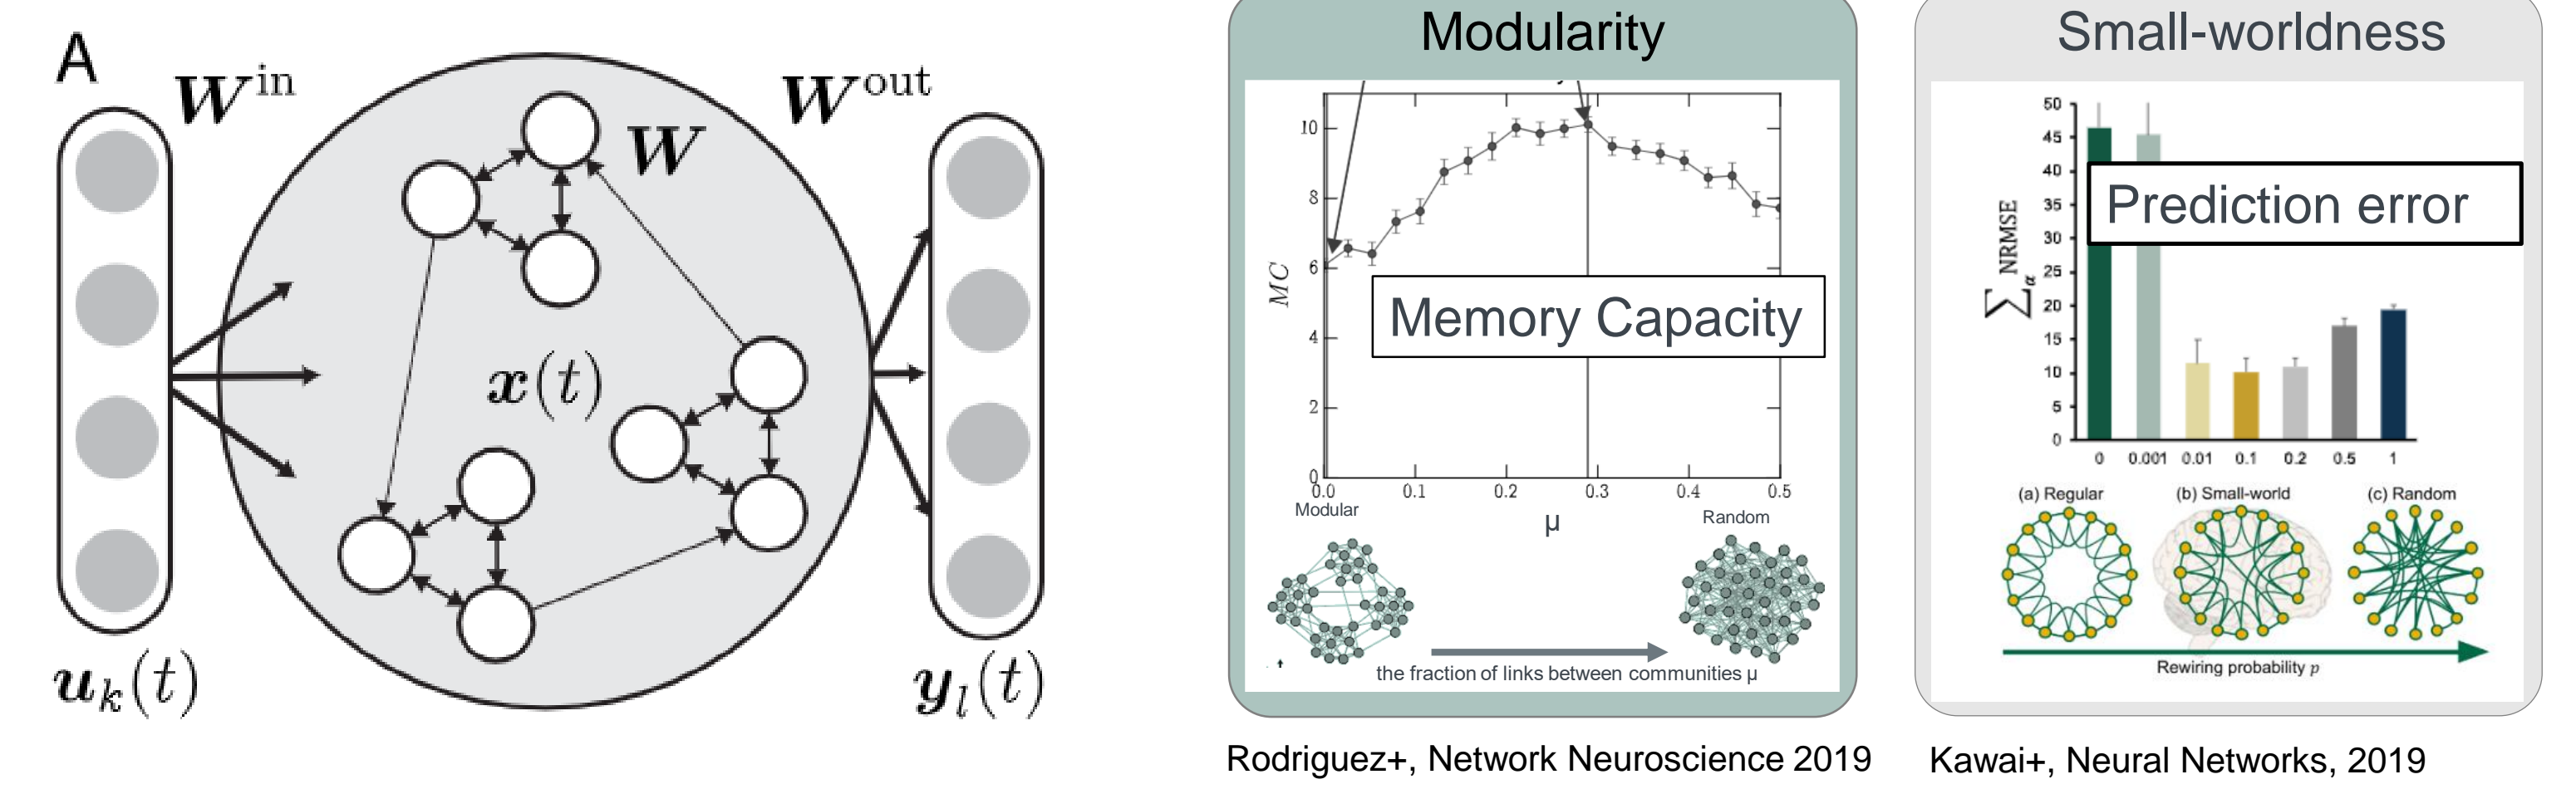 A
W^in
W
W^out
x(t)
u_k(t)
y_l(t)
Modularity
10
8
6
4
2
0
MC
Memory Capacity
0.0
0.1
0.2
0.3
0.4
0.5
Modular
μ
Random
the fraction of links between communities μ
Rodriguez+, Network Neuroscience 2019
Small-worldness
50
45
40
35
30
25
20
15
10
5
0
∑_α NRMSE
Prediction error
0
0.001
0.01
0.1
0.2
0.5
1
(a) Regular
(b) Small-world
(c) Random
Rewiring probability p
Kawai+, Neural Networks, 2019